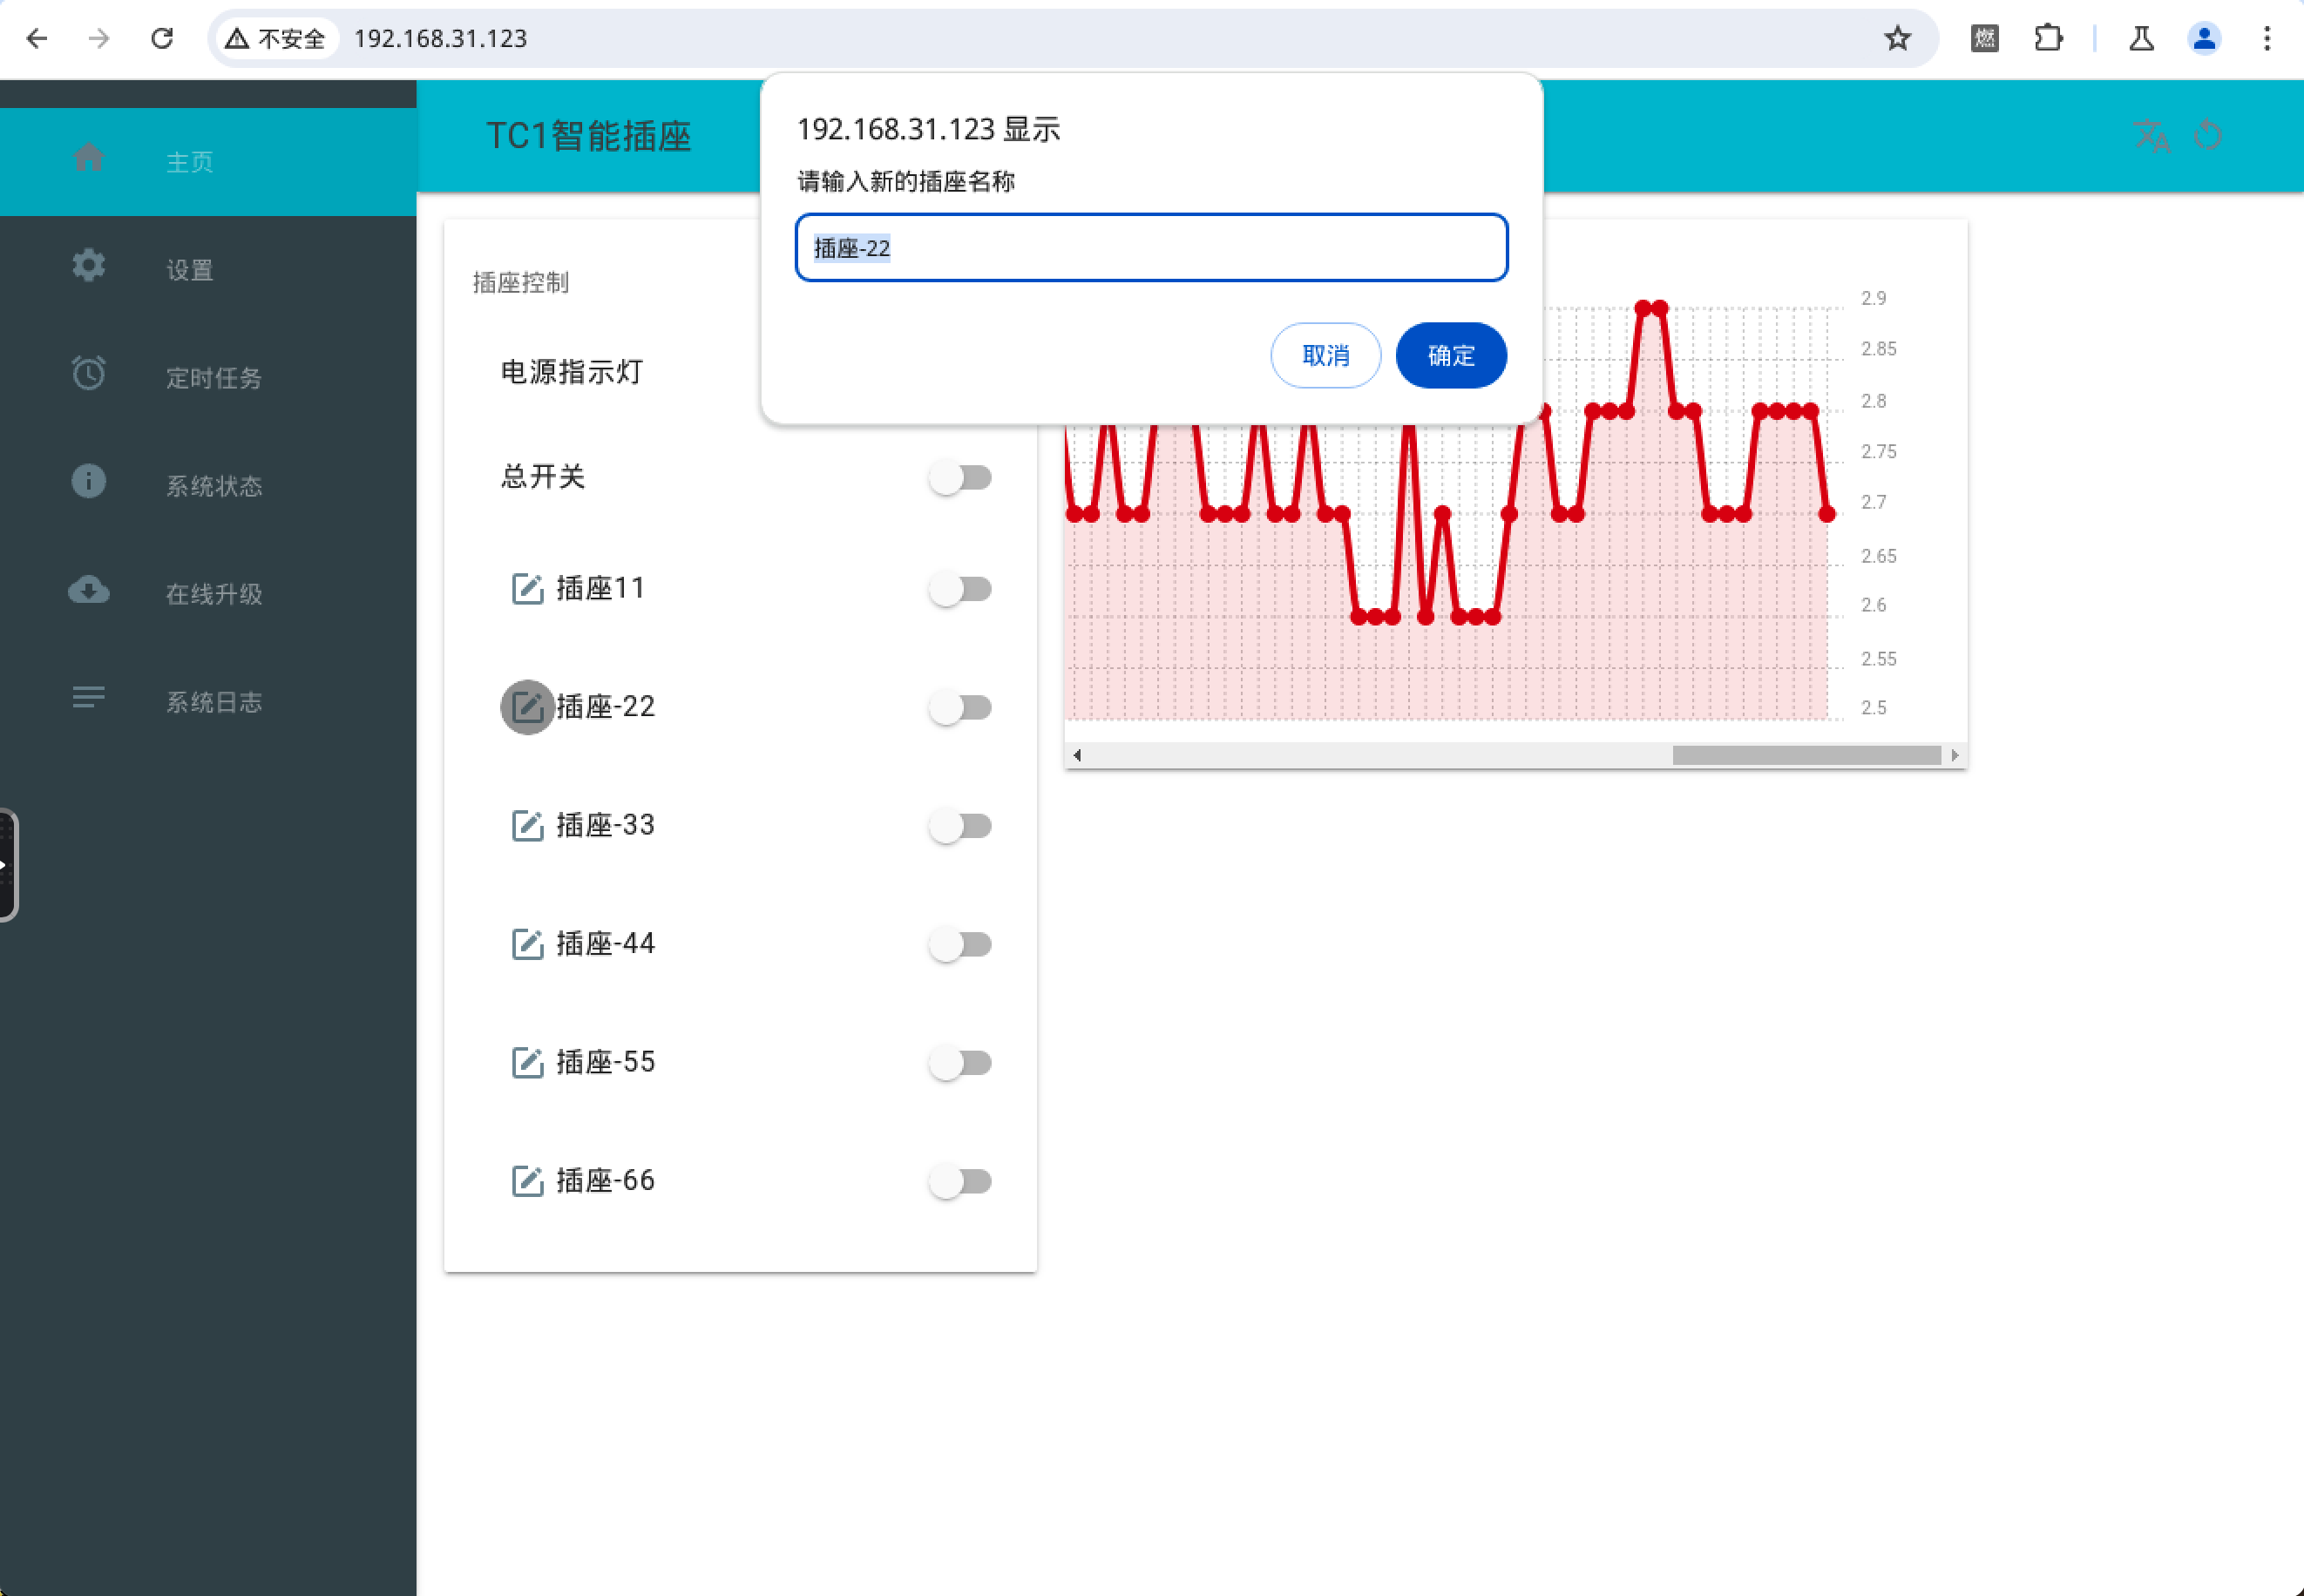 不安全 192.168.31.123
燃
TC1智能插座
主页
设置
定时任务
系统状态
在线升级
系统日志
192.168.31.123 显示
请输入新的插座名称
插座-22
取消
确定
插座控制
电源指示灯
总开关
插座11
插座-22
插座-33
插座-44
插座-55
插座-66
2.9
2.85
2.8
2.75
2.7
2.65
2.6
2.55
2.5